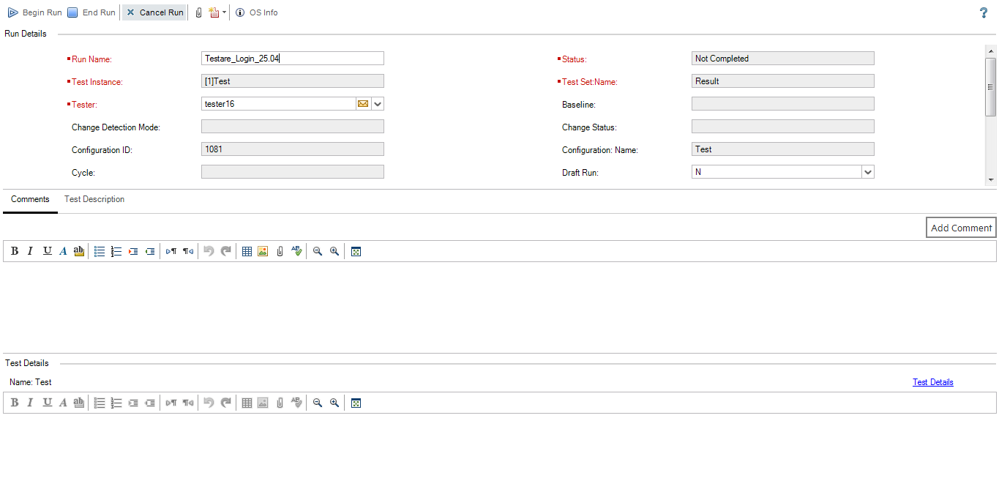 Begin Run End Run Cancel Run OS Info
Run Details
Run Name: Testare_Login_25.04 Status: Not Completed
Test Instance: [1]Test Test Set:Name: Result
Tester: tester16 Baseline:
Change Detection Mode: Change Status:
Configuration ID: 1081 Configuration: Name: Test
Cycle: Draft Run: N
Comments Test Description
Add Comment
B I U A ab
Test Details
Name: Test Test Details
B I U A ab